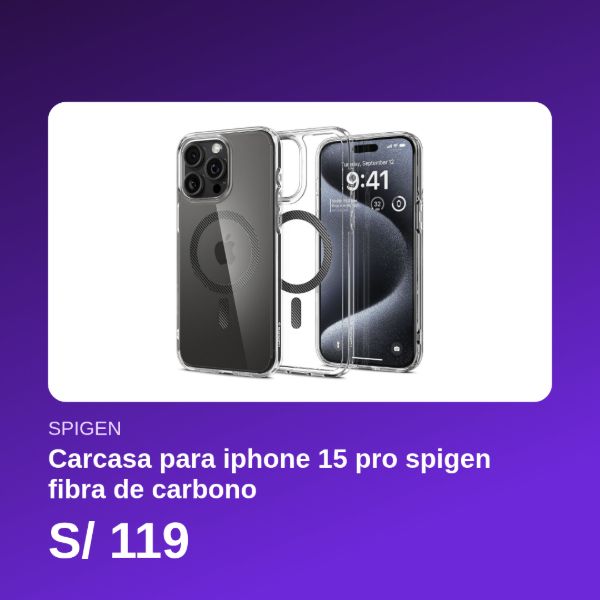 Tuesday, September 12
9:41
SPIGEN
Carcasa para iphone 15 pro spigen
fibra de carbono
S/ 119